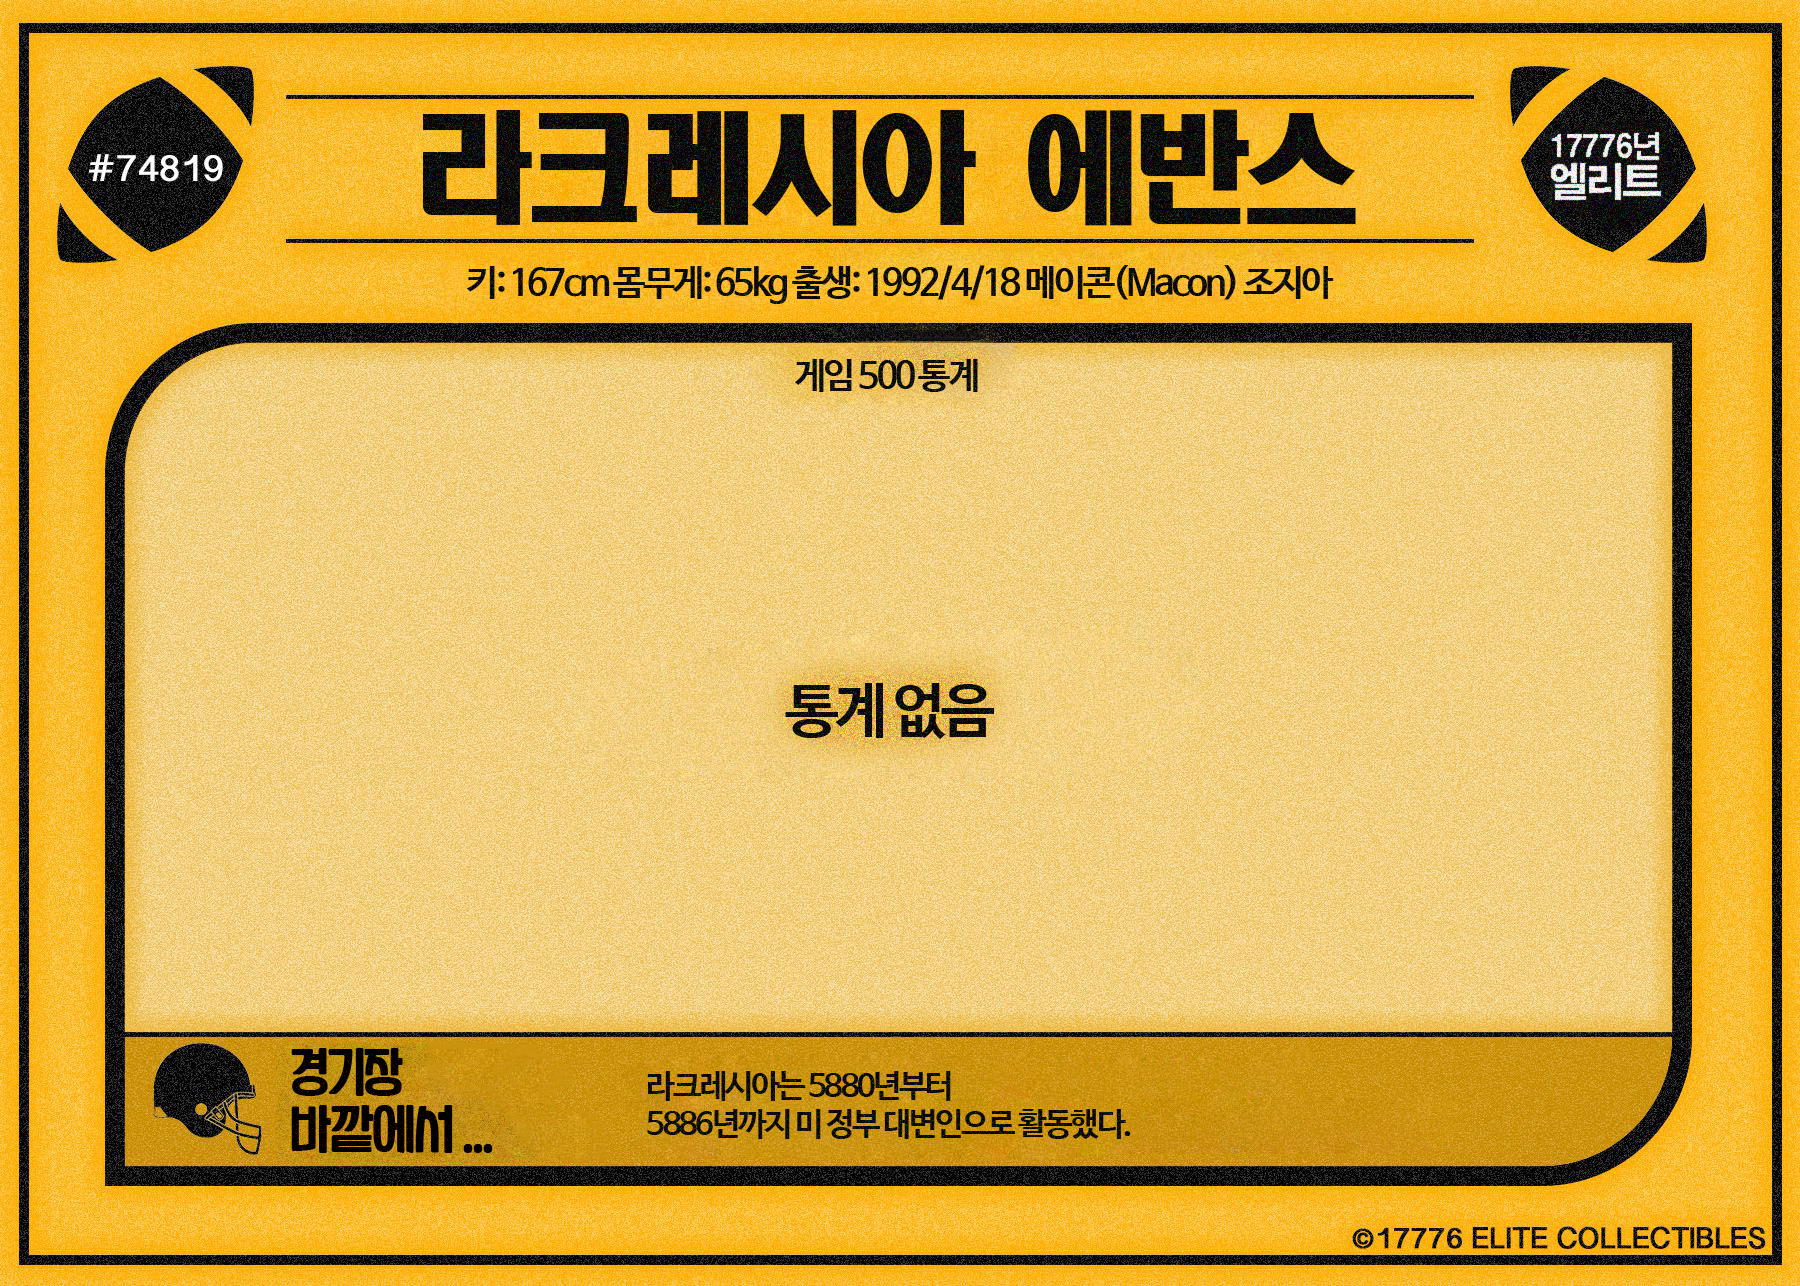 #74819
라크레시아 에반스
17776년
엘리트
키: 167cm 몸무게: 65kg 출생: 1992/4/18 메이콘(Macon) 조지아
게임 500 통계
통계 없음
경기장
바깥에서 ...
라크레시아는 5880년부터
5886년까지 미 정부 대변인으로 활동했다.
©17776 ELITE COLLECTIBLES